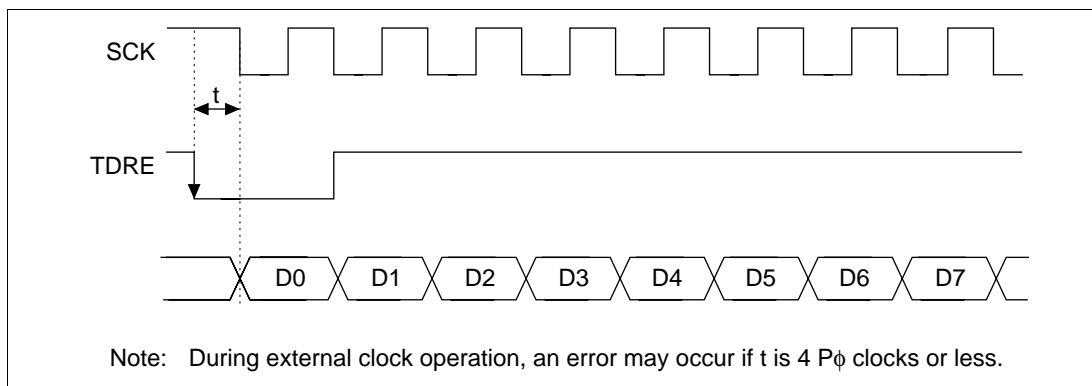 SCK
t
TDRE
D0 D1 D2 D3 D4 D5 D6 D7
Note: During external clock operation, an error may occur if t is 4 Pϕ clocks or less.